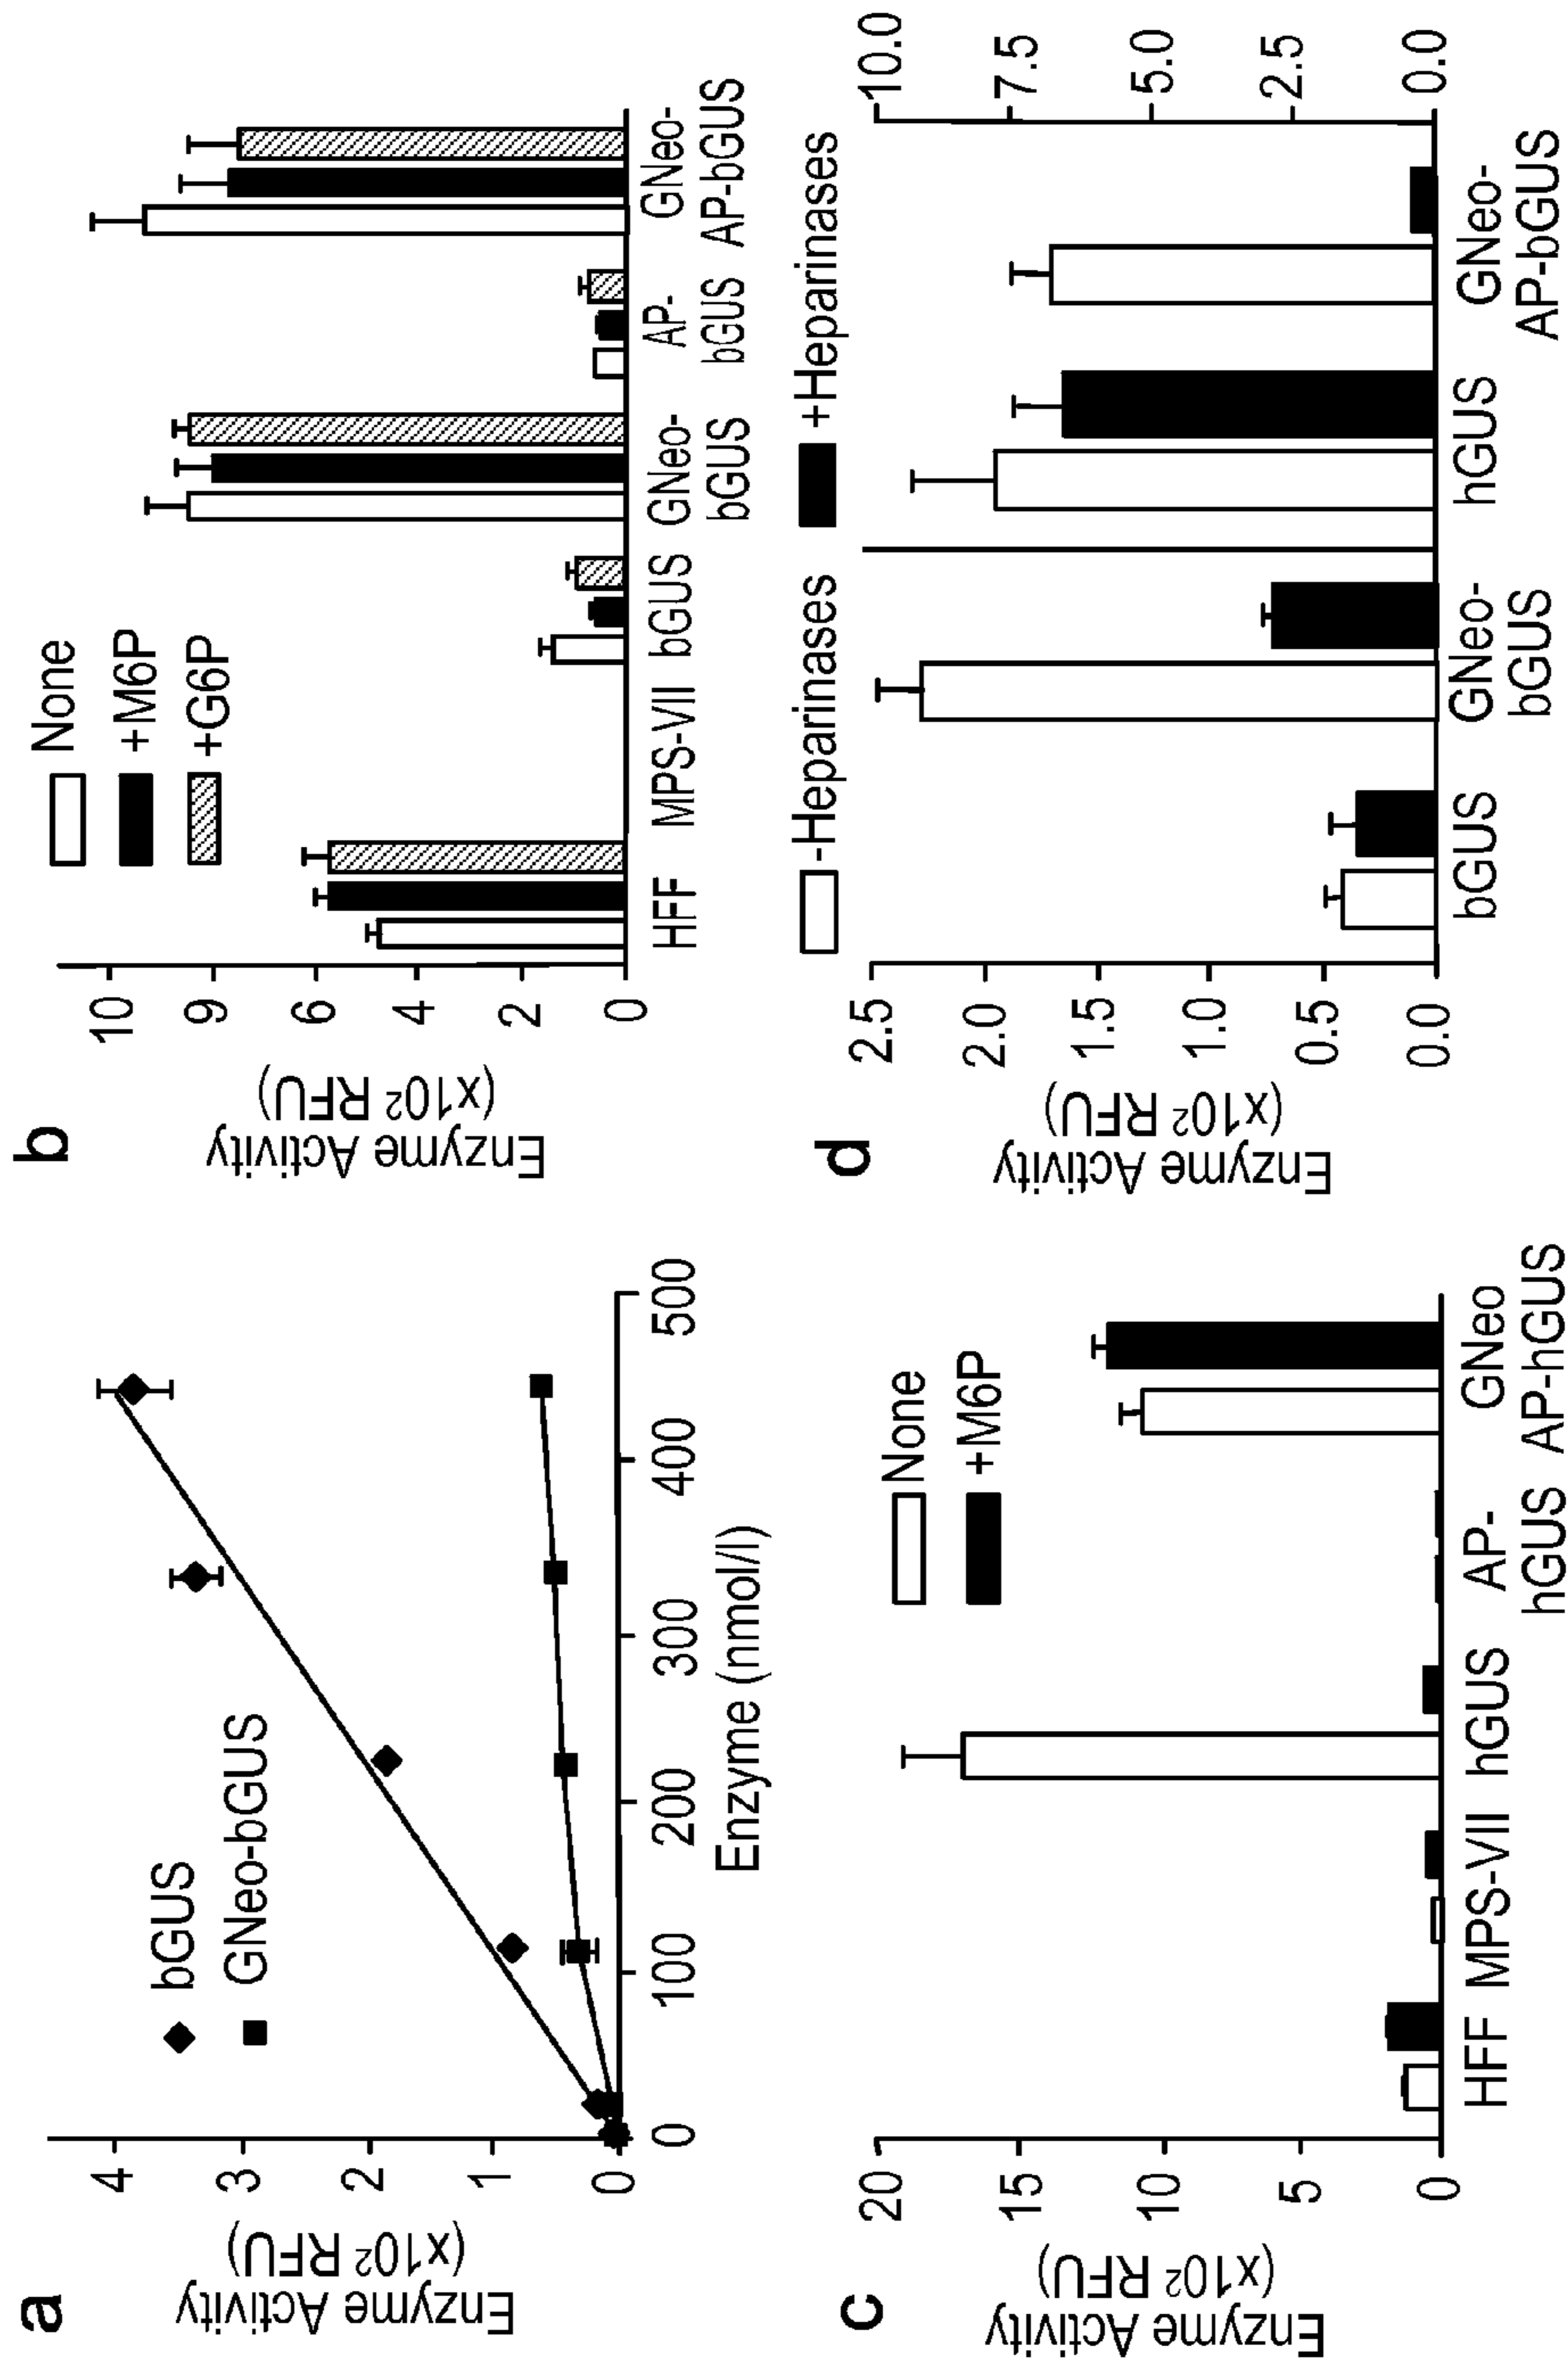 a
bGUS
GNeo-bGUS
Enzyme Activity
(x10² RFU)
4
3
2
1
0
0 100 200 300 400 500
Enzyme (nmol/l)
b
None
+M6P
+G6P
Enzyme Activity
(x10² RFU)
10
9
6
4
2
0
HFF MPS-VII bGUS GNeo- AP- GNeo-
bGUS bGUS AP-bGUS
c
None
+M6P
Enzyme Activity
(x10² RFU)
20
15
10
5
0
HFF MPS-VII hGUS AP- GNeo
hGUS AP-hGUS
d
-Heparinases +Heparinases
Enzyme Activity
(x10² RFU)
2.5
2.0
1.5
1.0
0.5
0.0
10.0
7.5
5.0
2.5
0.0
bGUS GNeo- hGUS GNeo-
bGUS AP-bGUS